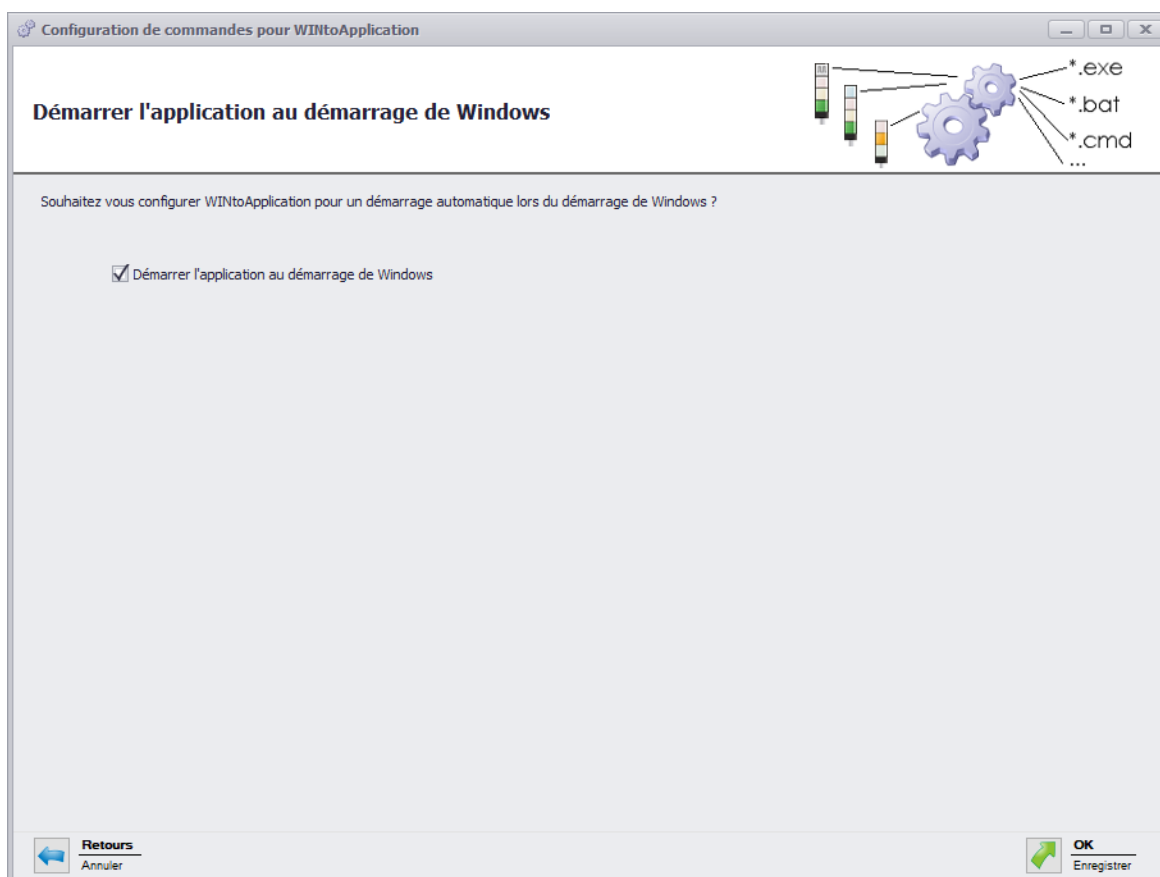 Configuration de commandes pour WINtoApplication
Démarrer l'application au démarrage de Windows
*.exe
*.bat
*.cmd
...
Souhaitez vous configurer WINtoApplication pour un démarrage automatique lors du démarrage de Windows ?
Démarrer l'application au démarrage de Windows
Retours
Annuler
OK
Enregistrer